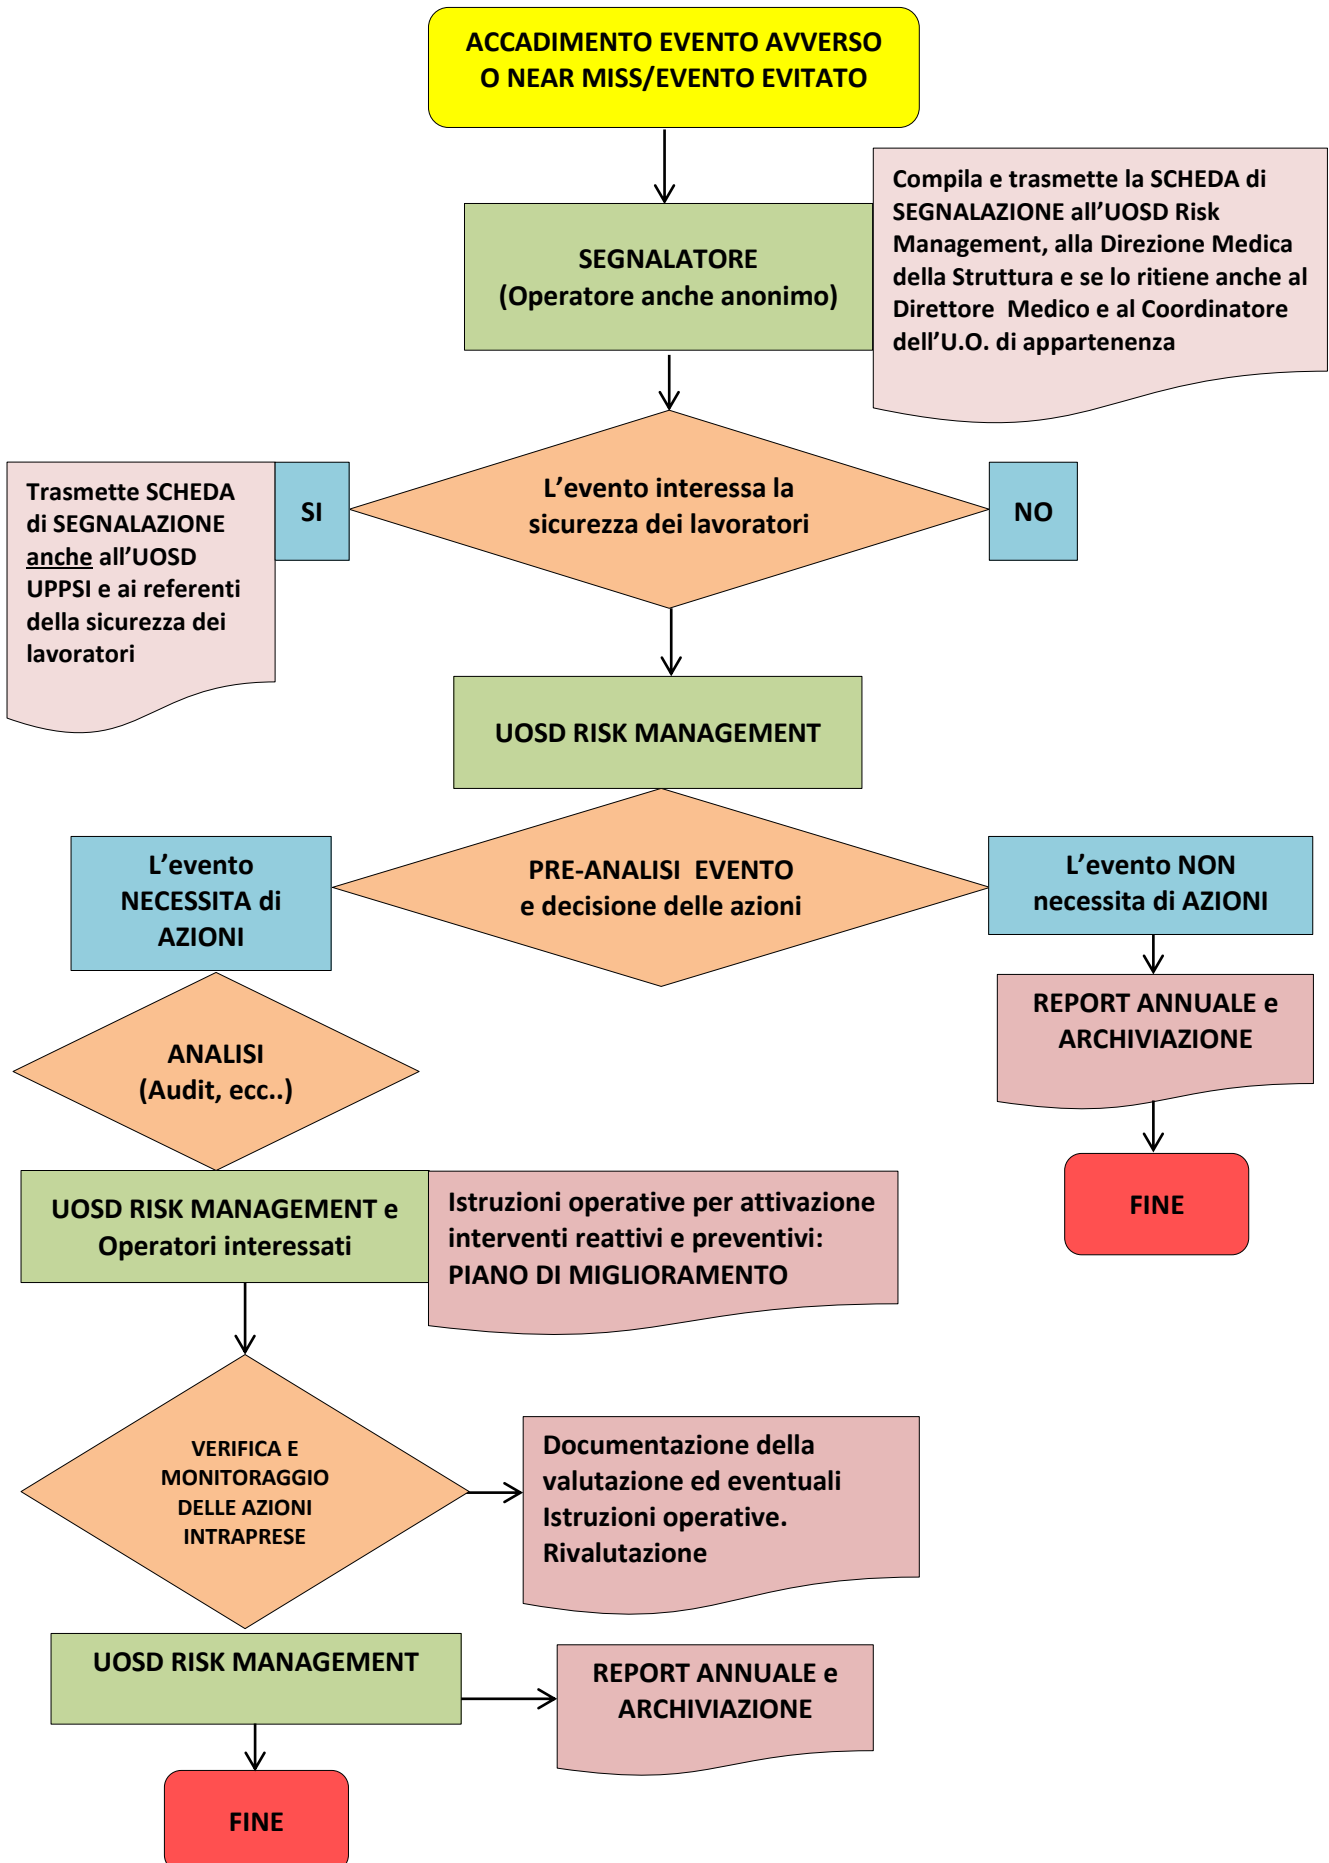 ACCADIMENTO EVENTO AVVERSO
O NEAR MISS/EVENTO EVITATO
SEGNALATORE
(Operatore anche anonimo)
Compila e trasmette la SCHEDA di
SEGNALAZIONE all’UOSD Risk
Management, alla Direzione Medica
della Struttura e se lo ritiene anche al
Direttore Medico e al Coordinatore
dell’U.O. di appartenenza
Trasmette SCHEDA
di SEGNALAZIONE
anche all’UOSD
UPPSI e ai referenti
della sicurezza dei
lavoratori
SI
L’evento interessa la
sicurezza dei lavoratori
NO
UOSD RISK MANAGEMENT
L’evento
NECESSITA di
AZIONI
PRE-ANALISI EVENTO
e decisione delle azioni
L’evento NON
necessita di AZIONI
REPORT ANNUALE e
ARCHIVIAZIONE
FINE
ANALISI
(Audit, ecc..)
UOSD RISK MANAGEMENT e
Operatori interessati
Istruzioni operative per attivazione
interventi reattivi e preventivi:
PIANO DI MIGLIORAMENTO
VERIFICA E
MONITORAGGIO
DELLE AZIONI
INTRAPRESE
Documentazione della
valutazione ed eventuali
Istruzioni operative.
Rivalutazione
UOSD RISK MANAGEMENT
REPORT ANNUALE e
ARCHIVIAZIONE
FINE